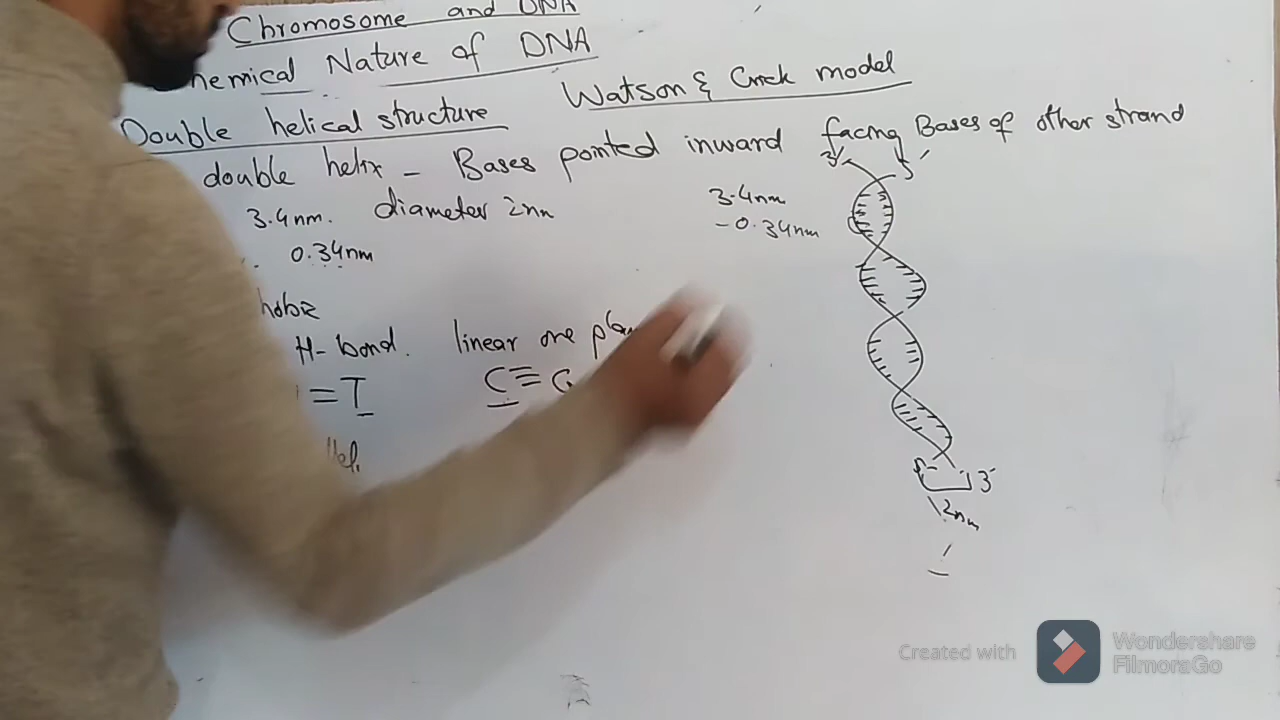 Chromosome and DNA
hemical Nature of DNA
Double helical structure Watson & Crick model
double helix - Bases pointed inward facing Bases of other strand
3.4nm. diameter 2nm
0.34nm
3.4nm
- 0.34nm
3' 5'
H-bond. linear one plan
= T C ≡ G
5' 3'
2nm
Created with Wondershare FilmoraGo